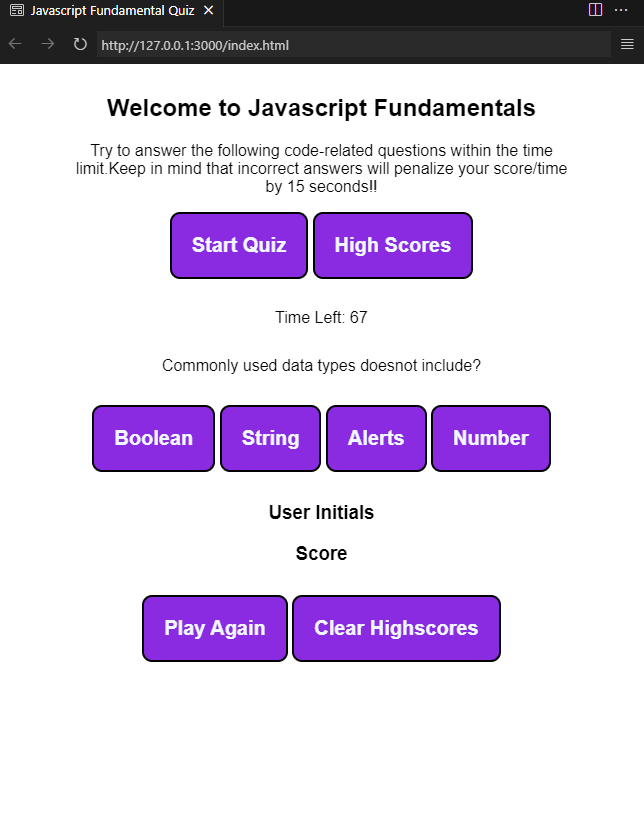 Javascript Fundamental Quiz
http://127.0.0.1:3000/index.html
Welcome to Javascript Fundamentals
Try to answer the following code-related questions within the time
limit.Keep in mind that incorrect answers will penalize your score/time
by 15 seconds!!
Start Quiz High Scores
Time Left: 67
Commonly used data types doesnot include?
Boolean String Alerts Number
User Initials
Score
Play Again Clear Highscores